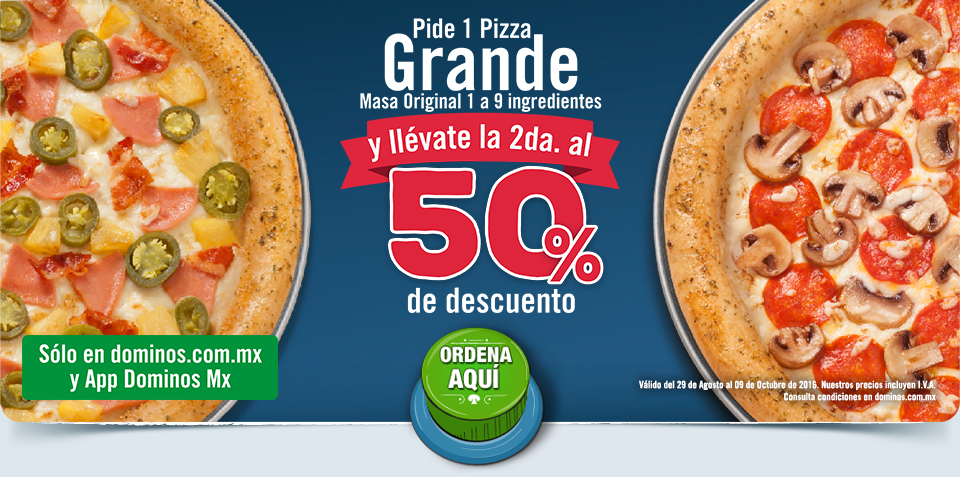 Pide 1 Pizza
Grande
Masa Original 1 a 9 ingredientes
y llévate la 2da. al
50%
de descuento
Sólo en dominos.com.mx
y App Dominos Mx
ORDENA
AQUÍ
Válido del 29 de Agosto al 09 de Octubre de 2016. Nuestros precios incluyen I.V.A.
Consulta condiciones en dominos.com.mx